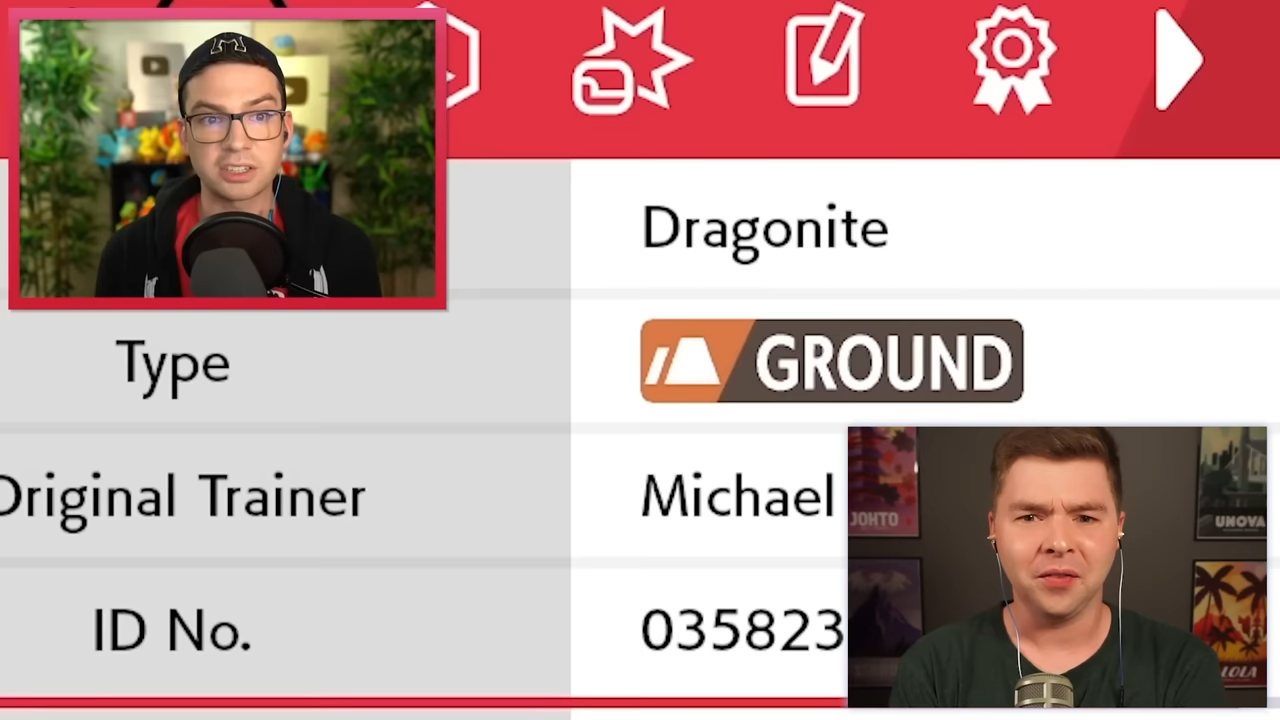 Dragonite
Type
GROUND
Original Trainer
Michael
ID No.
035823
JOHTO
UNOVA